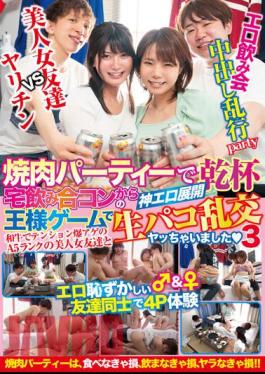 エロ飲み会
中出し乱行
party
美人女友達
VS
ヤリチン
焼肉パーティーで乾杯
宅飲み合コンからの
神エロ展開
王様ゲームで
和牛でテンション爆アゲの
A5ランクの美人女友達と
生パコ乱交
ヤッちゃいました♥3
エロ恥ずかしい♂&♀
友達同士で4P体験
焼肉パーティーは、食べなきゃ損、飲まなきゃ損、ヤラなきゃ損!!